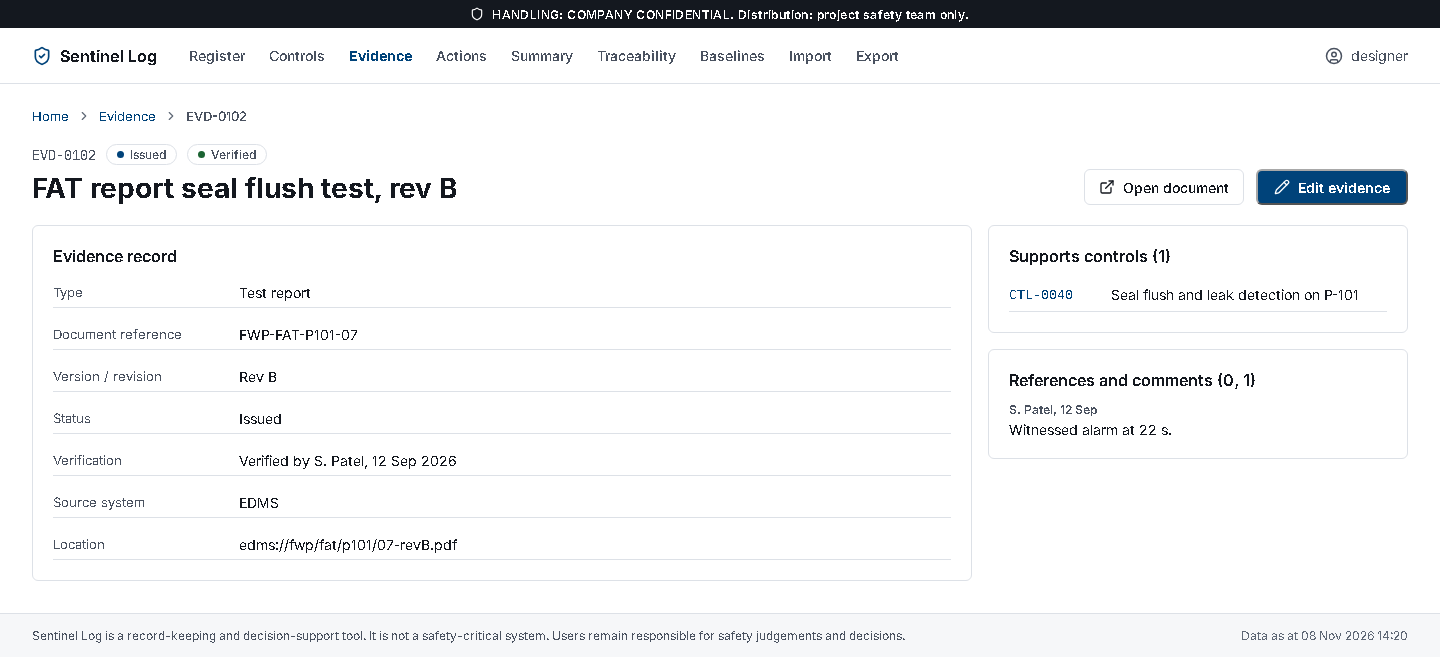 HANDLING: COMPANY CONFIDENTIAL. Distribution: project safety team only.
Sentinel Log Register Controls Evidence Actions Summary Traceability Baselines Import Export designer
Home > Evidence > EVD-0102
EVD-0102 Issued Verified
FAT report seal flush test, rev B
Open document Edit evidence
Evidence record
Type Test report
Document reference FWP-FAT-P101-07
Version / revision Rev B
Status Issued
Verification Verified by S. Patel, 12 Sep 2026
Source system EDMS
Location edms://fwp/fat/p101/07-revB.pdf
Supports controls (1)
CTL-0040 Seal flush and leak detection on P-101
References and comments (0, 1)
S. Patel, 12 Sep
Witnessed alarm at 22 s.
Sentinel Log is a record-keeping and decision-support tool. It is not a safety-critical system. Users remain responsible for safety judgements and decisions. Data as at 08 Nov 2026 14:20